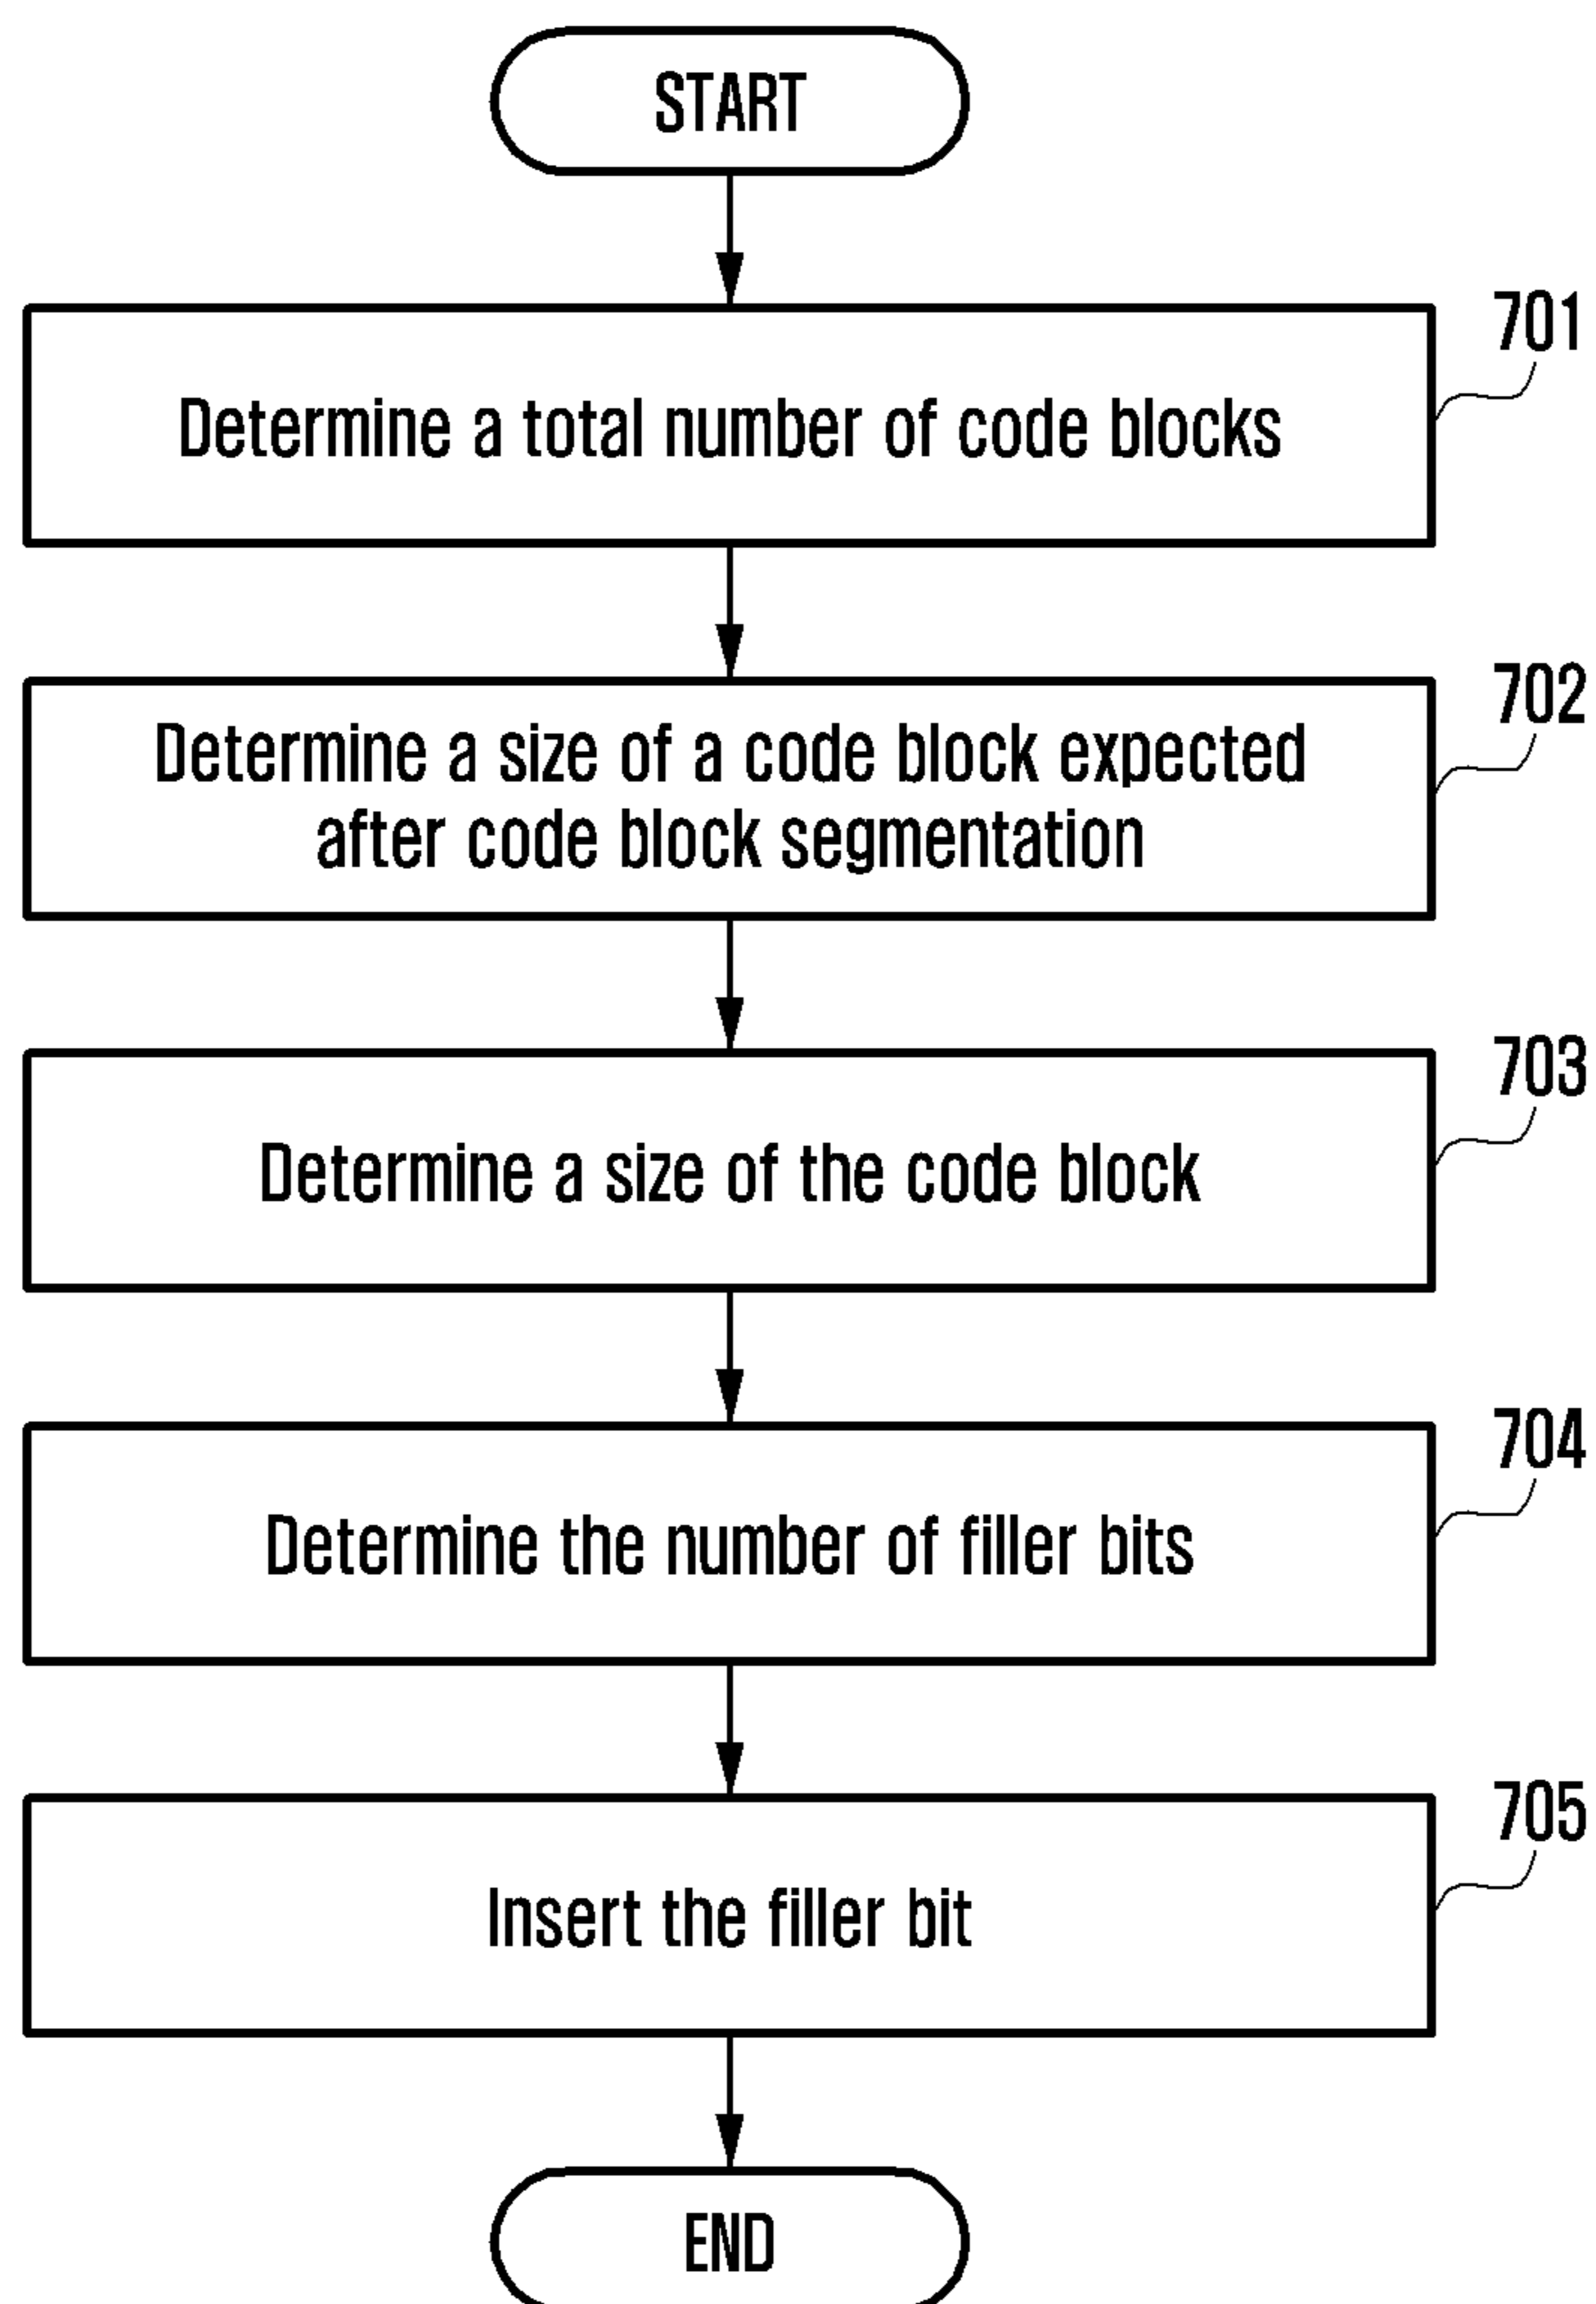 START
701
Determine a total number of code blocks
702
Determine a size of a code block expected
after code block segmentation
703
Determine a size of the code block
704
Determine the number of filler bits
705
Insert the filler bit
END